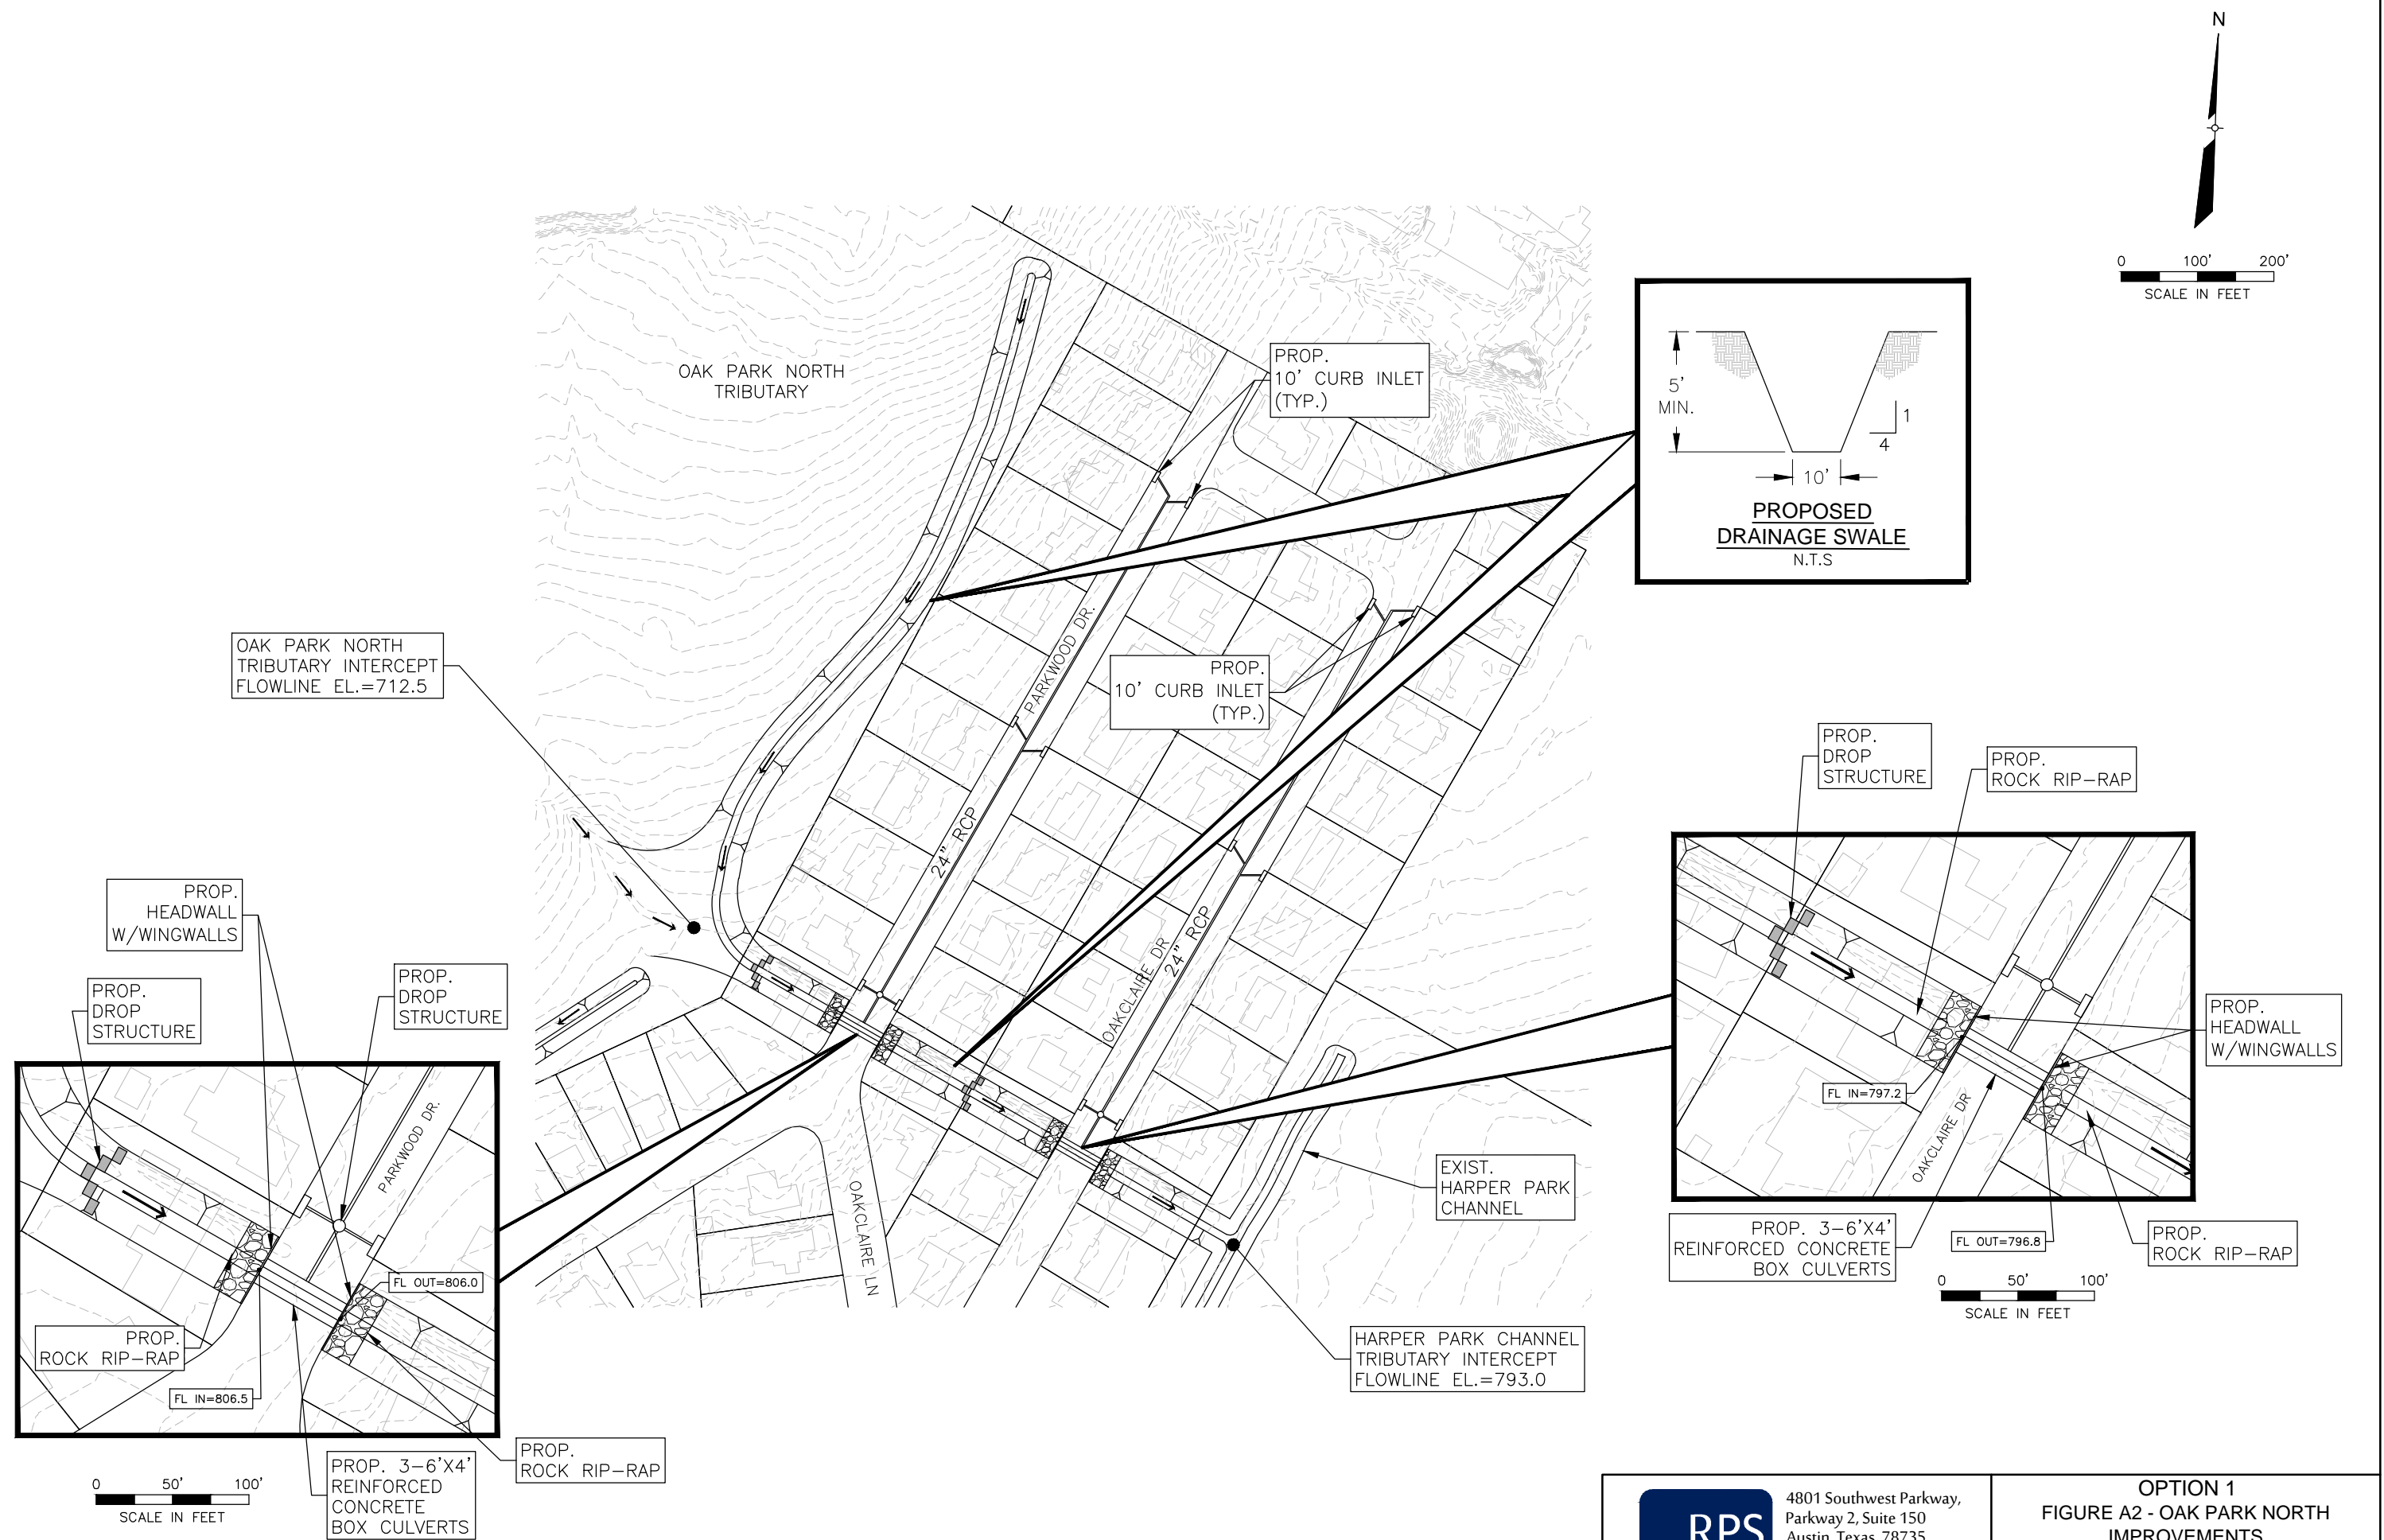 N
0 100' 200'
SCALE IN FEET
OAK PARK NORTH
TRIBUTARY
PROP.
10' CURB INLET
(TYP.)
5'
MIN.
1
4
10'
PROPOSED
DRAINAGE SWALE
N.T.S
OAK PARK NORTH
TRIBUTARY INTERCEPT
FLOWLINE EL.=712.5
PARKWOOD DR.
24" RCP
PROP.
10' CURB INLET
(TYP.)
OAKCLAIRE DR
24" RCP
OAKCLAIRE LN
PROP.
HEADWALL
W/WINGWALLS
PROP.
DROP
STRUCTURE
PROP.
DROP
STRUCTURE
PARKWOOD DR.
FL OUT=806.0
PROP.
ROCK RIP-RAP
FL IN=806.5
PROP. 3-6'X4'
REINFORCED
CONCRETE
BOX CULVERTS
PROP.
ROCK RIP-RAP
0 50' 100'
SCALE IN FEET
PROP.
DROP
STRUCTURE
PROP.
ROCK RIP-RAP
PROP.
HEADWALL
W/WINGWALLS
FL IN=797.2
OAKCLAIRE DR
PROP. 3-6'X4'
REINFORCED CONCRETE
BOX CULVERTS
FL OUT=796.8
PROP.
ROCK RIP-RAP
0 50' 100'
SCALE IN FEET
EXIST.
HARPER PARK
CHANNEL
HARPER PARK CHANNEL
TRIBUTARY INTERCEPT
FLOWLINE EL.=793.0
RPS
4801 Southwest Parkway,
Parkway 2, Suite 150
Austin, Texas, 78735
OPTION 1
FIGURE A2 - OAK PARK NORTH
IMPROVEMENTS